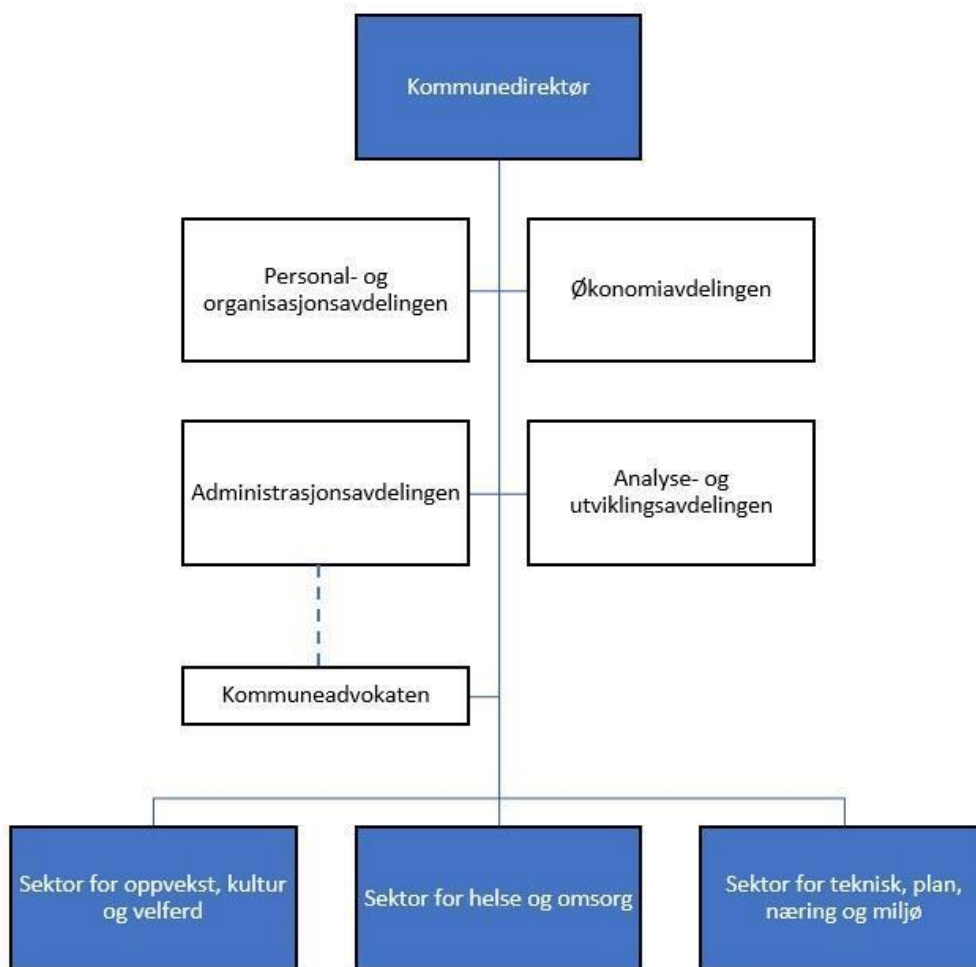 Kommunedirektør
Personal- og
organisasjonsavdelingen
Økonomiavdelingen
Administrasjonsavdelingen
Analyse- og
utviklingsavdelingen
Kommuneadvokaten
Sektor for oppvekst, kultur
og velferd
Sektor for helse og omsorg
Sektor for teknisk, plan,
næring og miljø